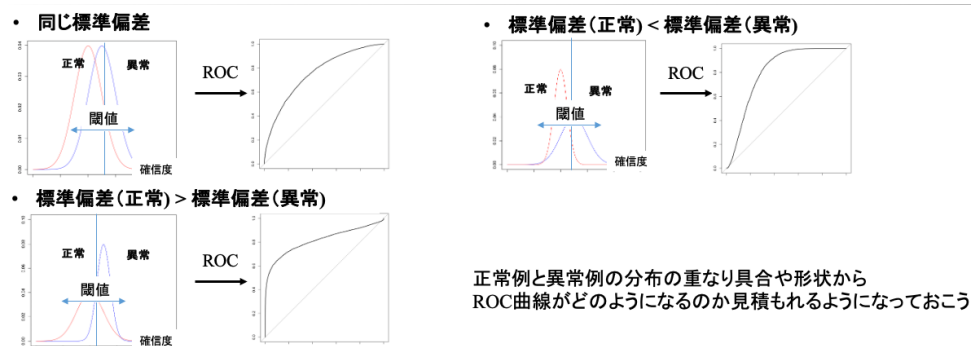 • 同じ標準偏差
正常
異常
閾値
確信度
ROC
• 標準偏差(正常) < 標準偏差(異常)
正常
異常
閾値
確信度
ROC
• 標準偏差(正常) > 標準偏差(異常)
正常
異常
閾値
確信度
ROC
正常例と異常例の分布の重なり具合や形状から
ROC曲線がどのようになるのか見積もれるようになっておこう